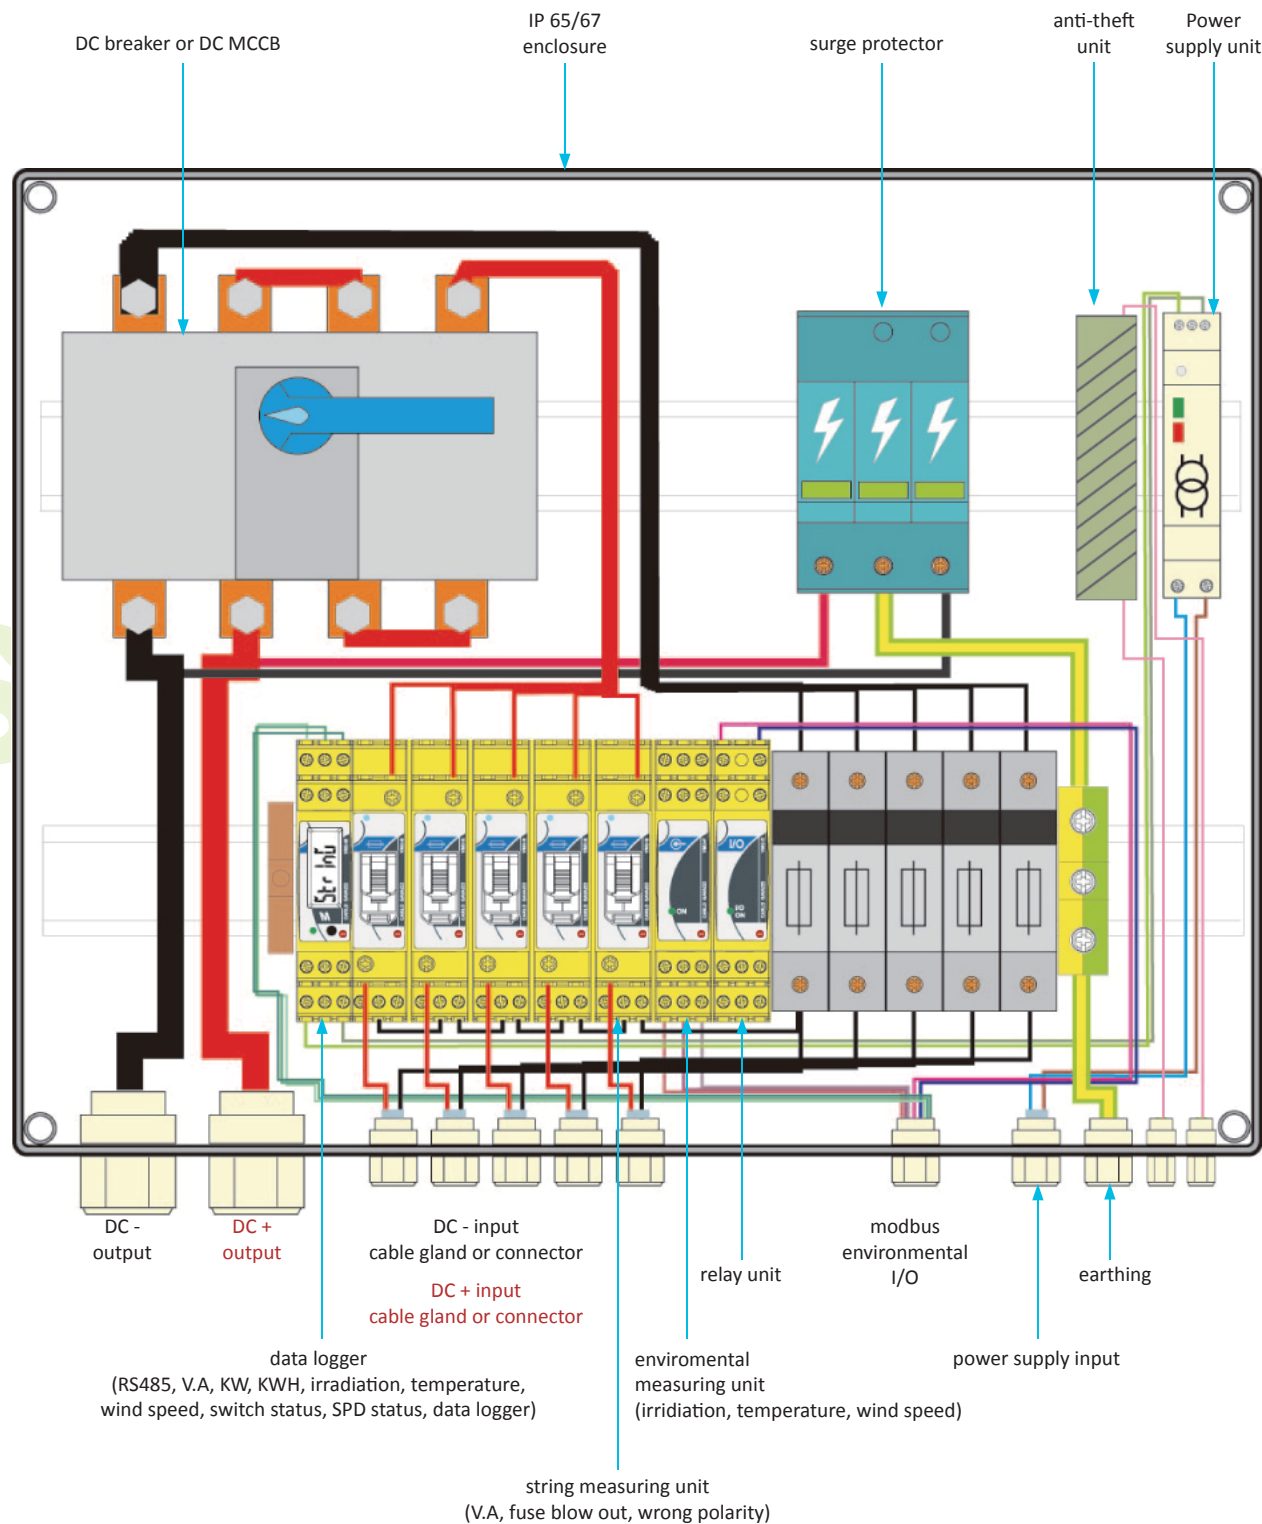 IP 65/67
enclosure
anti-theft
unit
Power
supply unit
DC breaker or DC MCCB
surge protector
Str InG
M
ON
I/O
I/O
ON
DC -
output
DC +
output
DC - input
cable gland or connector
DC + input
cable gland or connector
relay unit
modbus
environmental
I/O
earthing
data logger
(RS485, V.A, KW, KWH, irradiation, temperature,
wind speed, switch status, SPD status, data logger)
enviromental
measuring unit
(irridiation, temperature, wind speed)
power supply input
string measuring unit
(V.A, fuse blow out, wrong polarity)